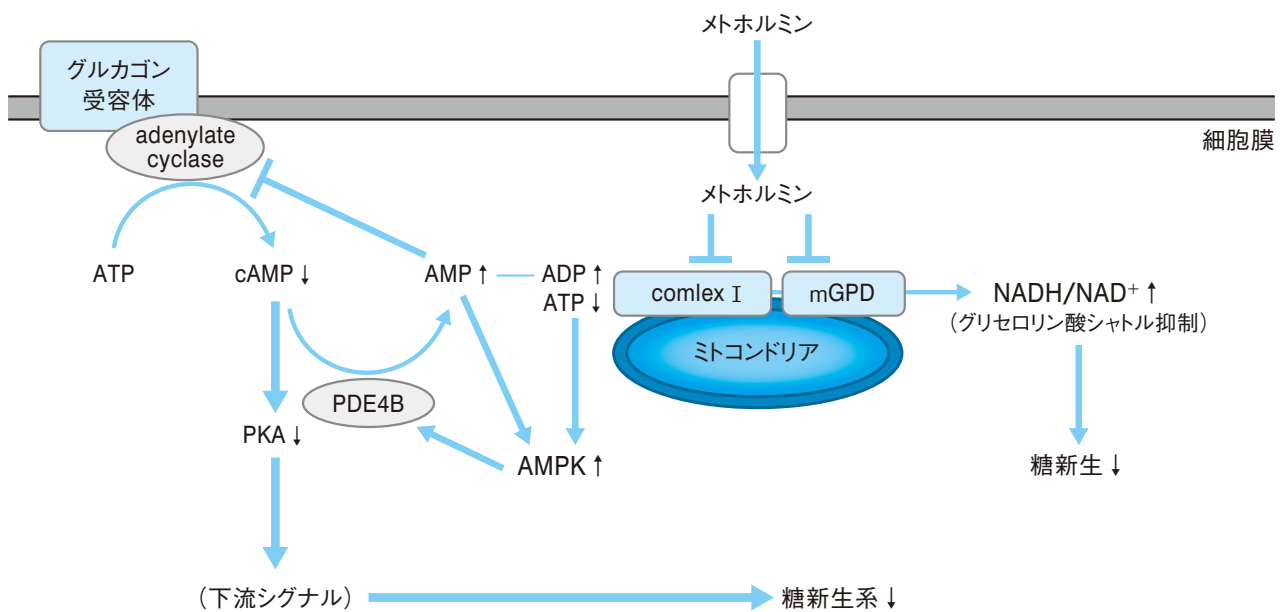 メトホルミン
グルカゴン
受容体
adenylate
cyclase
細胞膜
メトホルミン
ATP
cAMP↓
AMP↑
ADP↑
ATP↓
comlex I
mGPD
NADH/NAD⁺↑
(グリセロリン酸シャトル抑制)
ミトコンドリア
PDE4B
PKA↓
AMPK↑
糖新生↓
(下流シグナル)
糖新生系↓